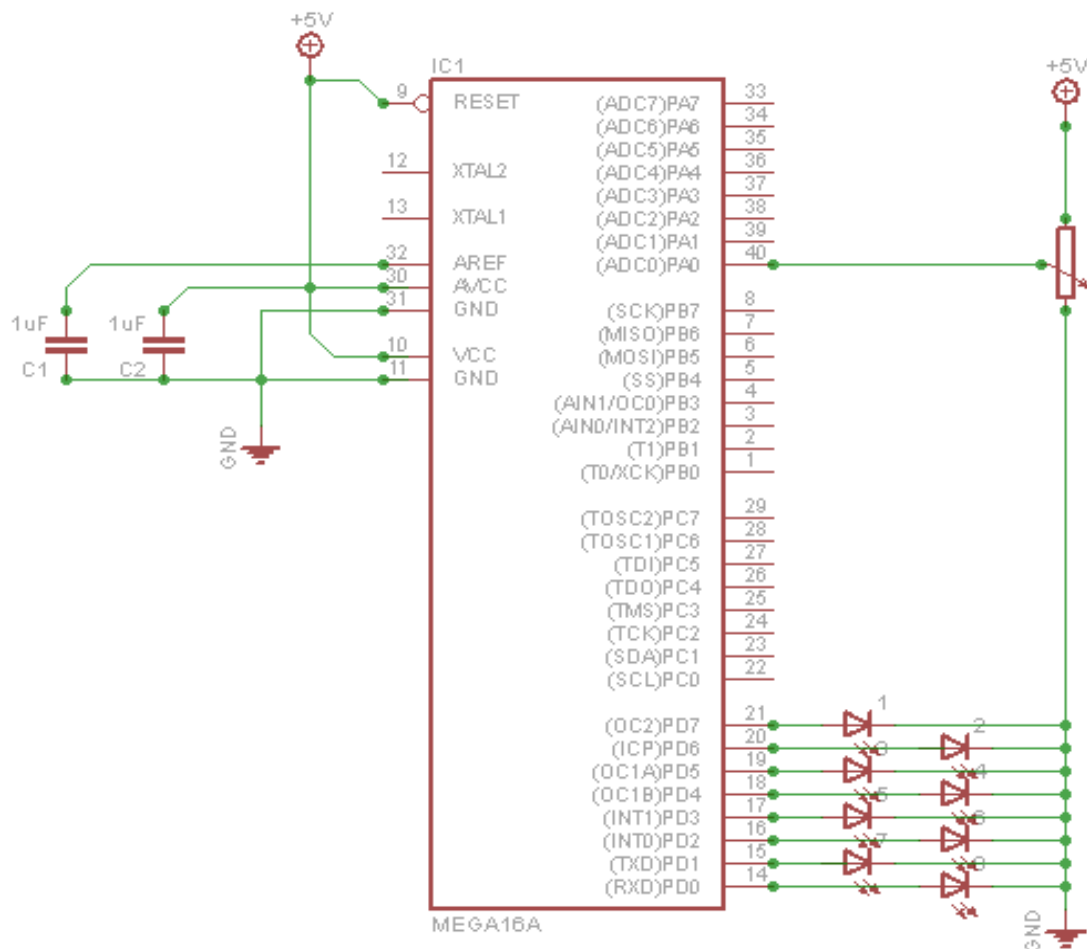 +5V
+5V
IC1
9 RESET
12 XTAL2
13 XTAL1
32 AREF
30 AVCC
31 GND
10 VCC
11 GND
1uF
C1
1uF
C2
GND
(ADC7)PA7 33
(ADC6)PA6 34
(ADC5)PA5 35
(ADC4)PA4 36
(ADC3)PA3 37
(ADC2)PA2 38
(ADC1)PA1 39
(ADC0)PA0 40
(SCK)PB7 8
(MISO)PB6 7
(MOSI)PB5 6
(SS)PB4 5
(AIN1/OC0)PB3 4
(AIN0/INT2)PB2 3
(T1)PB1 2
(T0/XCK)PB0 1
(TOSC2)PC7 29
(TOSC1)PC6 28
(TDI)PC5 27
(TDO)PC4 26
(TMS)PC3 25
(TCK)PC2 24
(SDA)PC1 23
(SCL)PC0 22
(OC2)PD7 21 1
(ICP)PD6 20 2
(OC1A)PD5 19 3
(OC1B)PD4 18 4
(INT1)PD3 17 5
(INT0)PD2 16 6
(TXD)PD1 15 7
(RXD)PD0 14
MEGA16A
GND